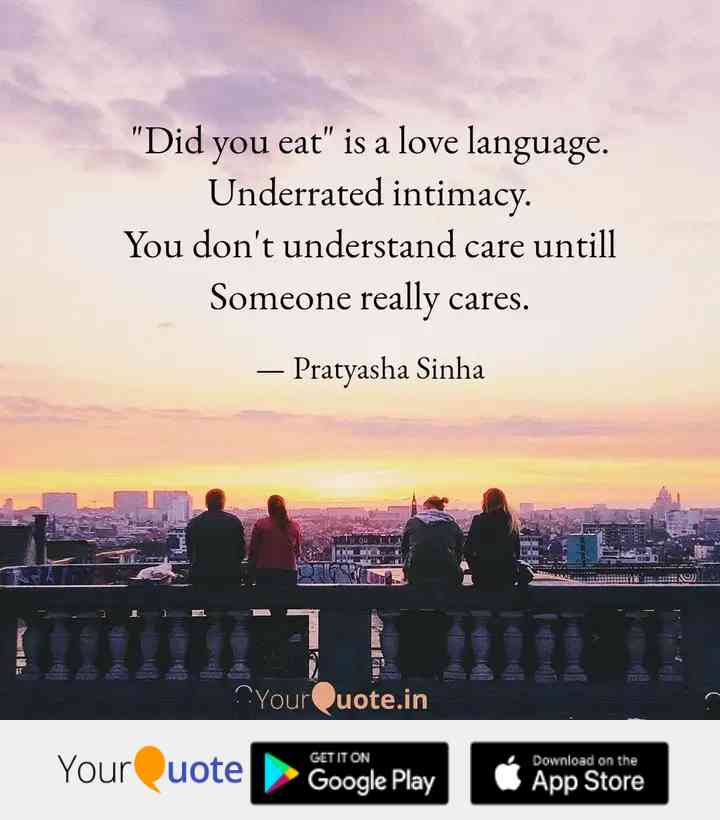 "Did you eat" is a love language.
Underrated intimacy.
You don't understand care untill
Someone really cares.
— Pratyasha Sinha
YourQuote.in
YourQuote
GET IT ON
Google Play
Download on the
App Store